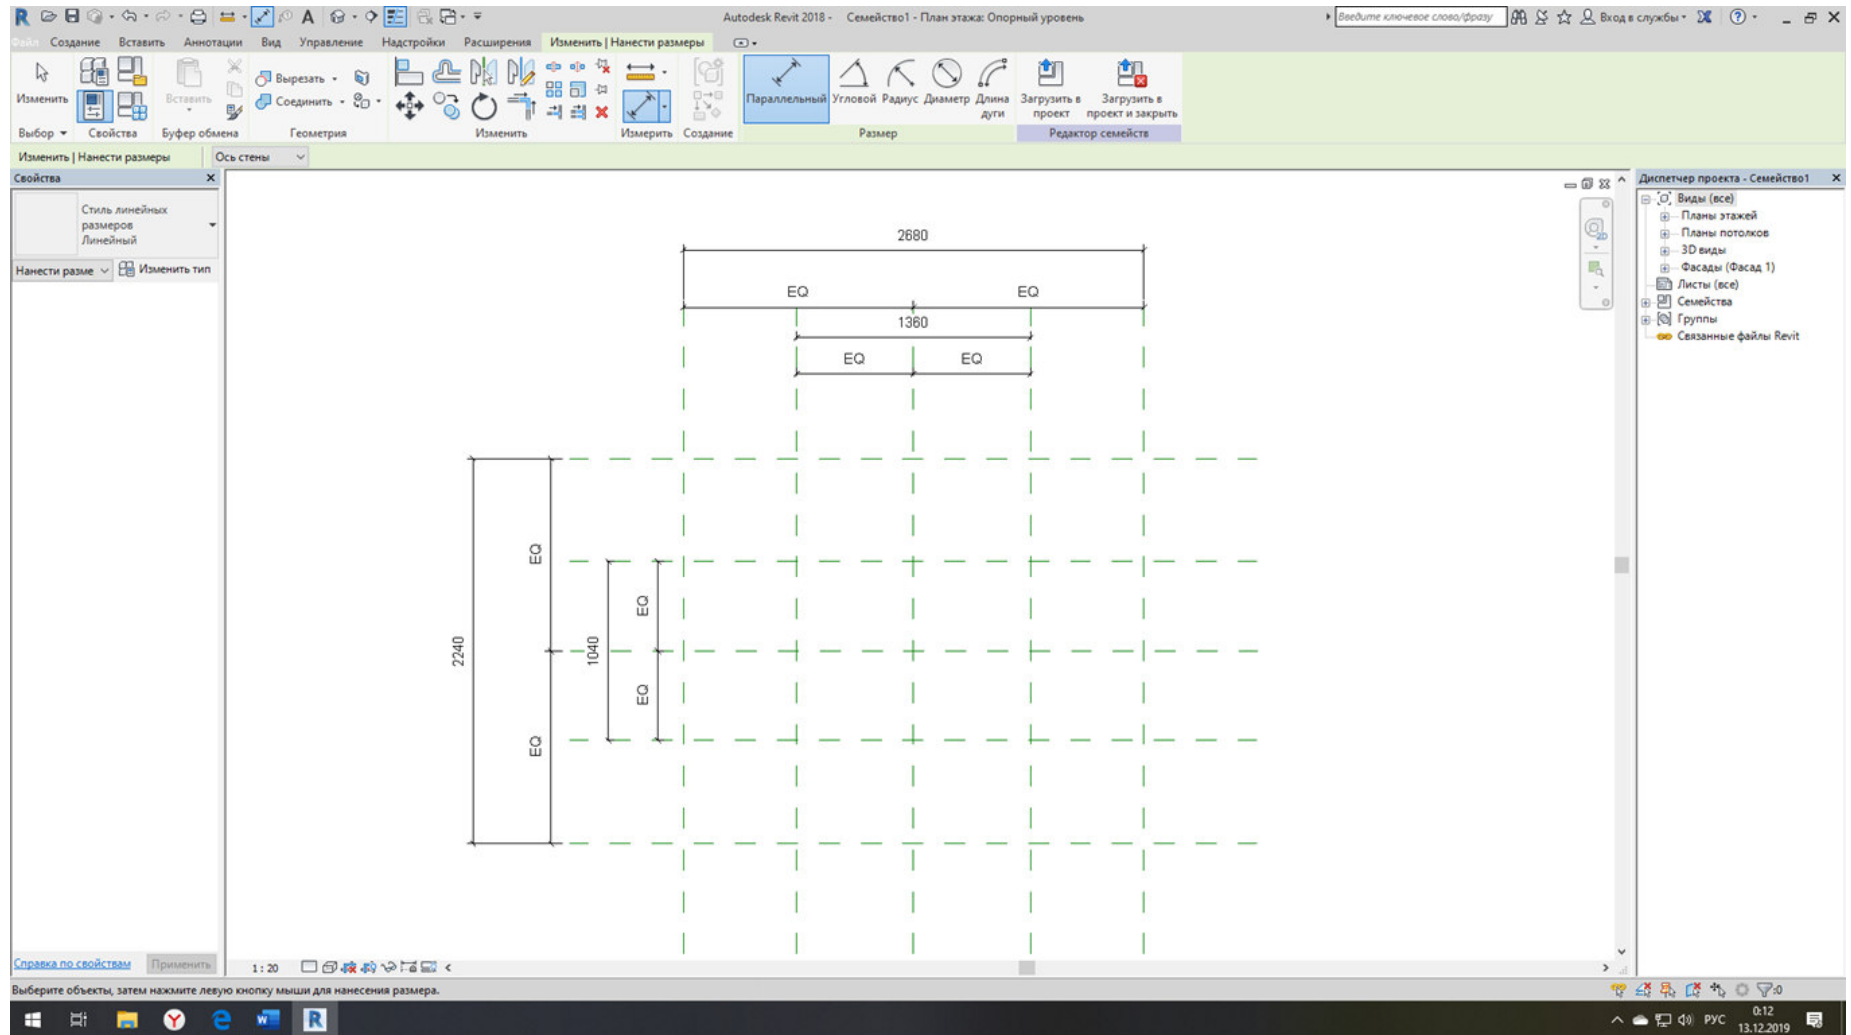 Autodesk Revit 2018 - Семейство1 - План этажа: Опорный уровень
Введите ключевое слово/фразу
Вход в службы
Файл Создание Вставить Аннотации Вид Управление Надстройки Расширения Изменить | Нанести размеры
Изменить
Вставить
Вырезать
Соединить
Параллельный Угловой Радиус Диаметр Длина дуги
Загрузить в проект
Загрузить в проект и закрыть
Выбор Свойства Буфер обмена Геометрия Изменить Измерить Создание Размер Редактор семейств
Изменить | Нанести размеры Ось стены
Свойства
Стиль линейных
размеров
Линейный
Нанести разме Изменить тип
2D
2680
EQ EQ
1360
EQ EQ
EQ
EQ
2240
1040
EQ
EQ
Диспетчер проекта - Семейство1
Виды (все)
Планы этажей
Планы потолков
3D виды
Фасады (Фасад 1)
Листы (все)
Семейства
Группы
Связанные файлы Revit
Справка по свойствам Применить
1 : 20
Выберите объекты, затем нажмите левую кнопку мыши для нанесения размера.
:0
РУС
0:12
13.12.2019